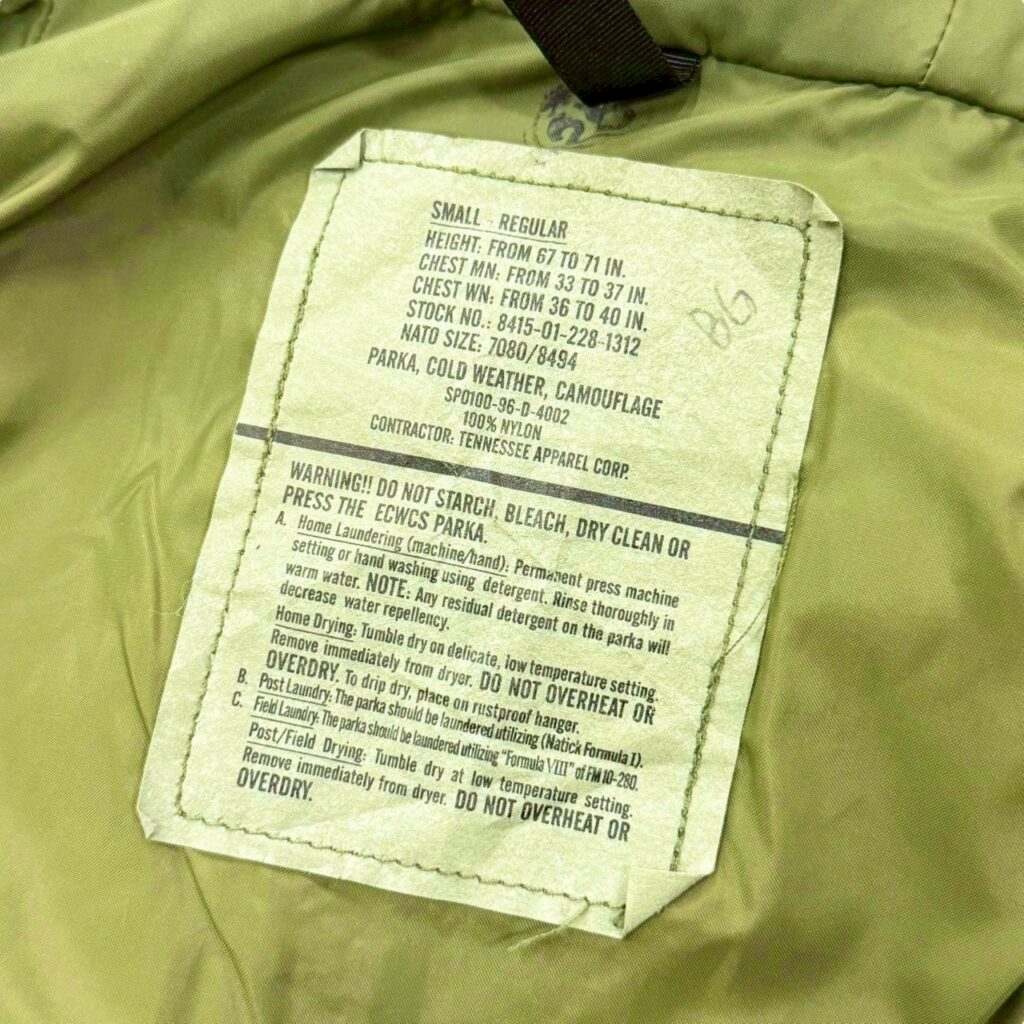 SMALL - REGULAR
HEIGHT: FROM 67 TO 71 IN.
CHEST MN: FROM 33 TO 37 IN.
CHEST WN: FROM 36 TO 40 IN.
STOCK NO.: 8415-01-228-1312
NATO SIZE: 7080/8494
PARKA, COLD WEATHER, CAMOUFLAGE
SPO100-96-D-4002
100% NYLON
CONTRACTOR: TENNESSEE APPAREL CORP.
BG
WARNING!! DO NOT STARCH, BLEACH, DRY CLEAN OR
PRESS THE ECWCS PARKA.
A. Home Laundering (machine/hand): Permanent press machine
setting or hand washing using detergent. Rinse thoroughly in
warm water. NOTE: Any residual detergent on the parka will
decrease water repellency.
Home Drying: Tumble dry on delicate, low temperature setting.
Remove immediately from dryer. DO NOT OVERHEAT OR
OVERDRY. To drip dry, place on rustproof hanger.
B. Post Laundry: The parka should be laundered utilizing (Natick Formula I).
C. Field Laundry: The parka should be laundered utilizing "Formula VIII" of FM 10-280.
Post/Field Drying: Tumble dry at low temperature setting.
Remove immediately from dryer. DO NOT OVERHEAT OR
OVERDRY.